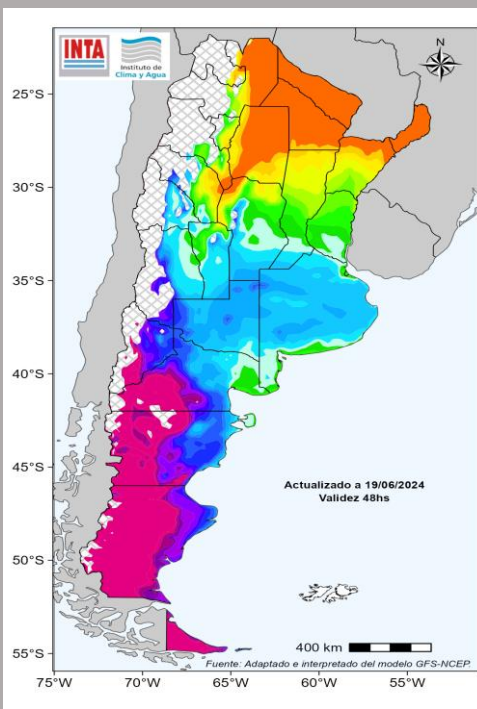 INTA
Instituto de
Clima y Agua
N
25°S
30°S
35°S
40°S
45°S
50°S
55°S
Actualizado a 19/06/2024
Validez 48hs
400 km
Fuente: Adaptado e interpretado del modelo GFS-NCEP.
75°W
70°W
65°W
60°W
55°W